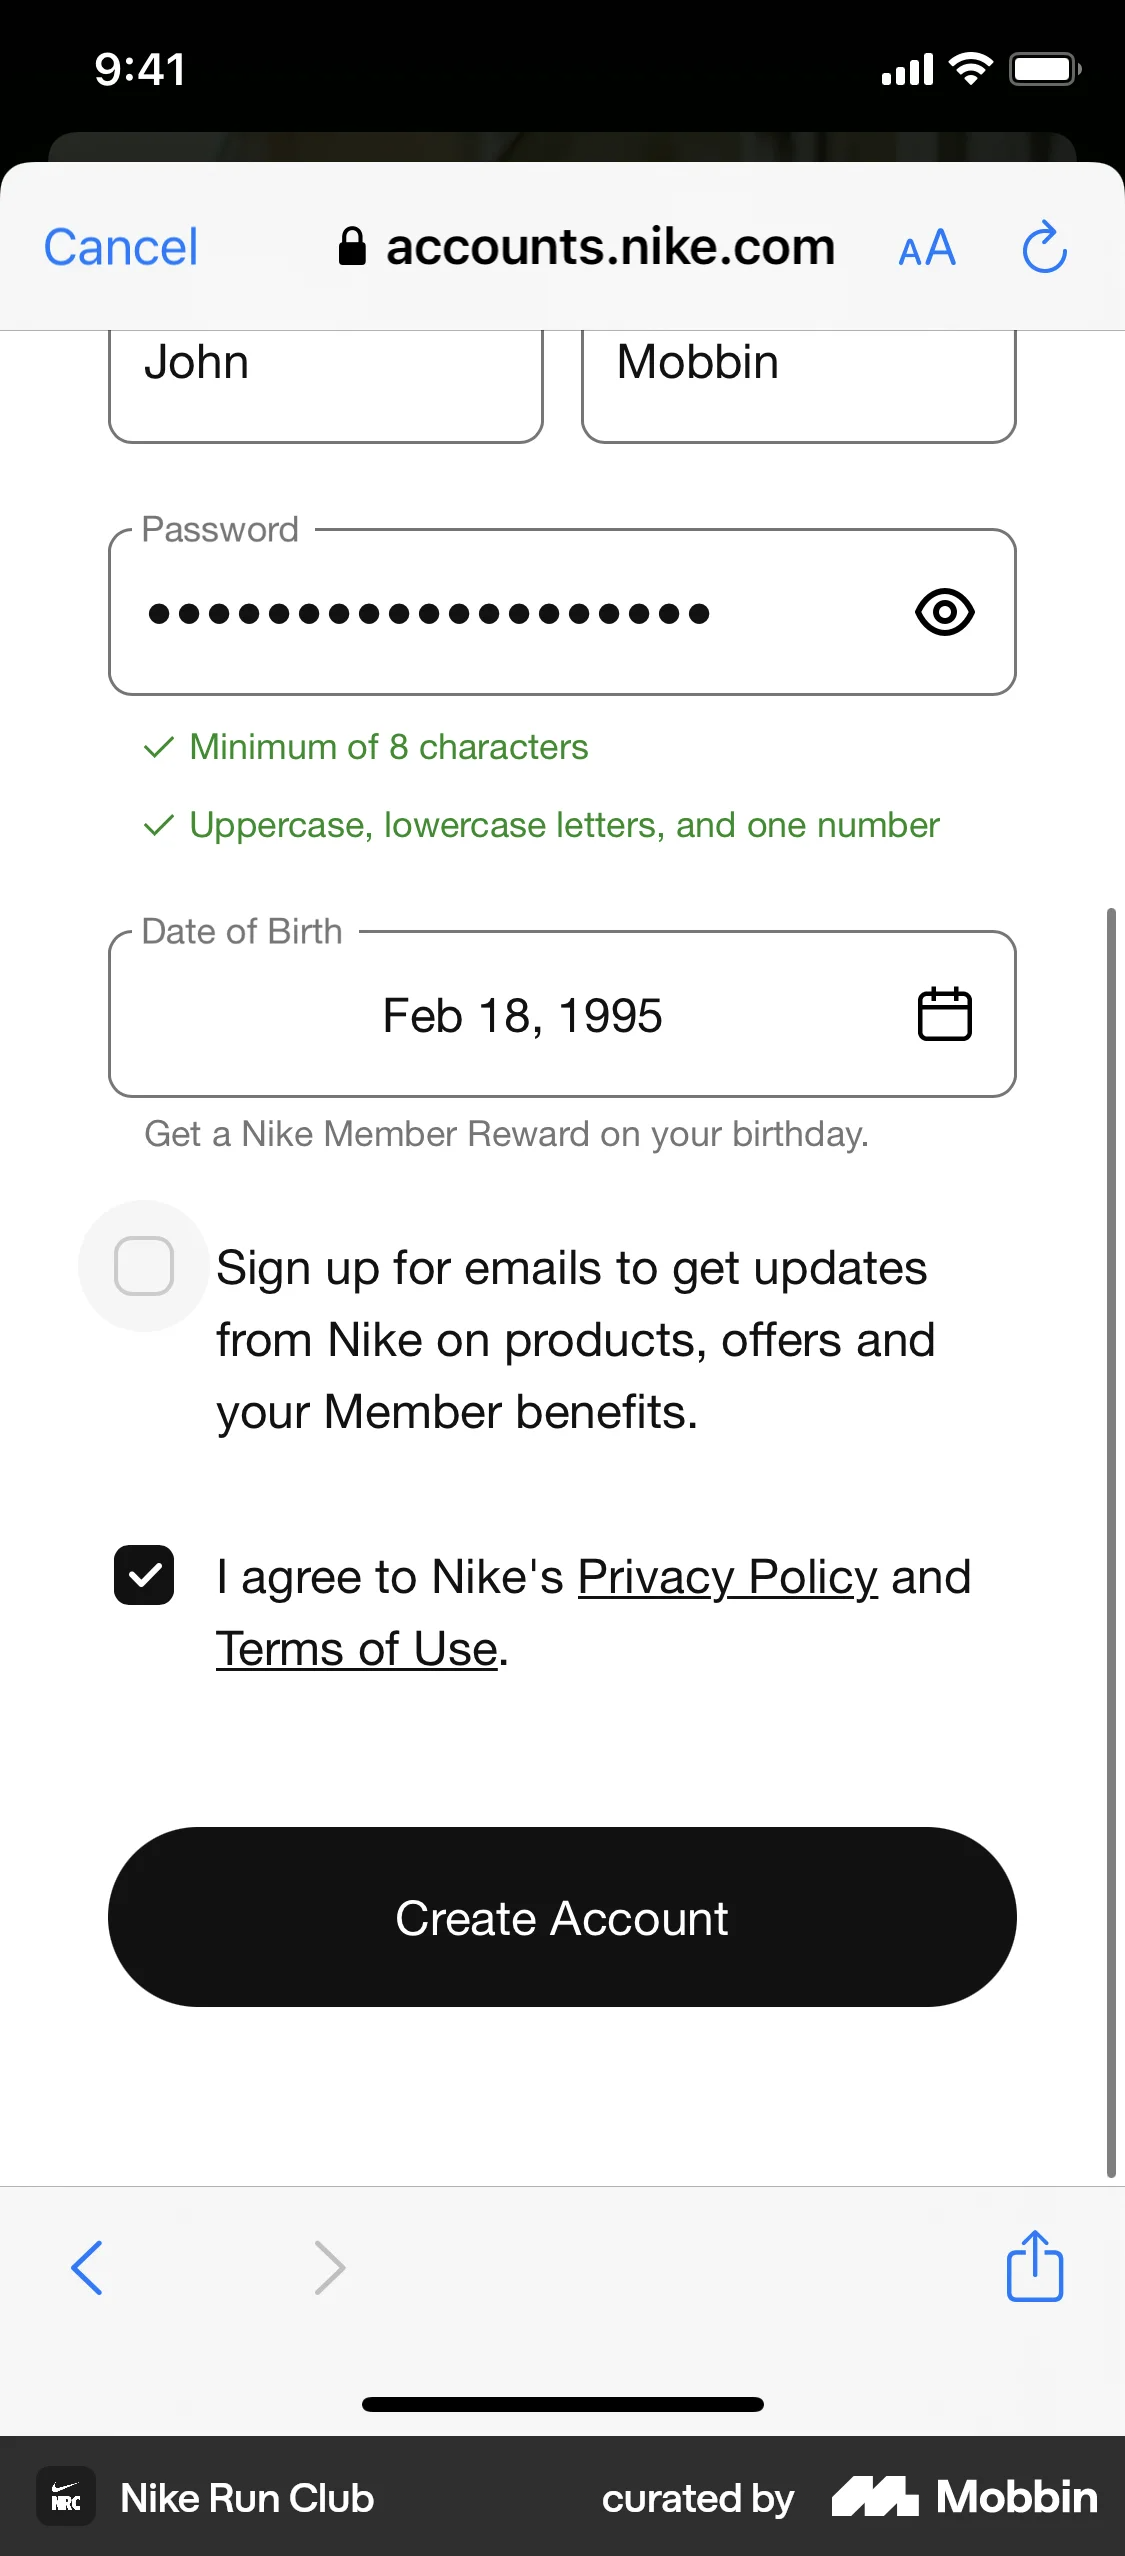 9:41
Cancel
accounts.nike.com
AA
John
Mobbin
Password
Minimum of 8 characters
Uppercase, lowercase letters, and one number
Date of Birth
Feb 18, 1995
Get a Nike Member Reward on your birthday.
Sign up for emails to get updates
from Nike on products, offers and
your Member benefits.
I agree to Nike's Privacy Policy and
Terms of Use.
Create Account
NRC
Nike Run Club
curated by
Mobbin